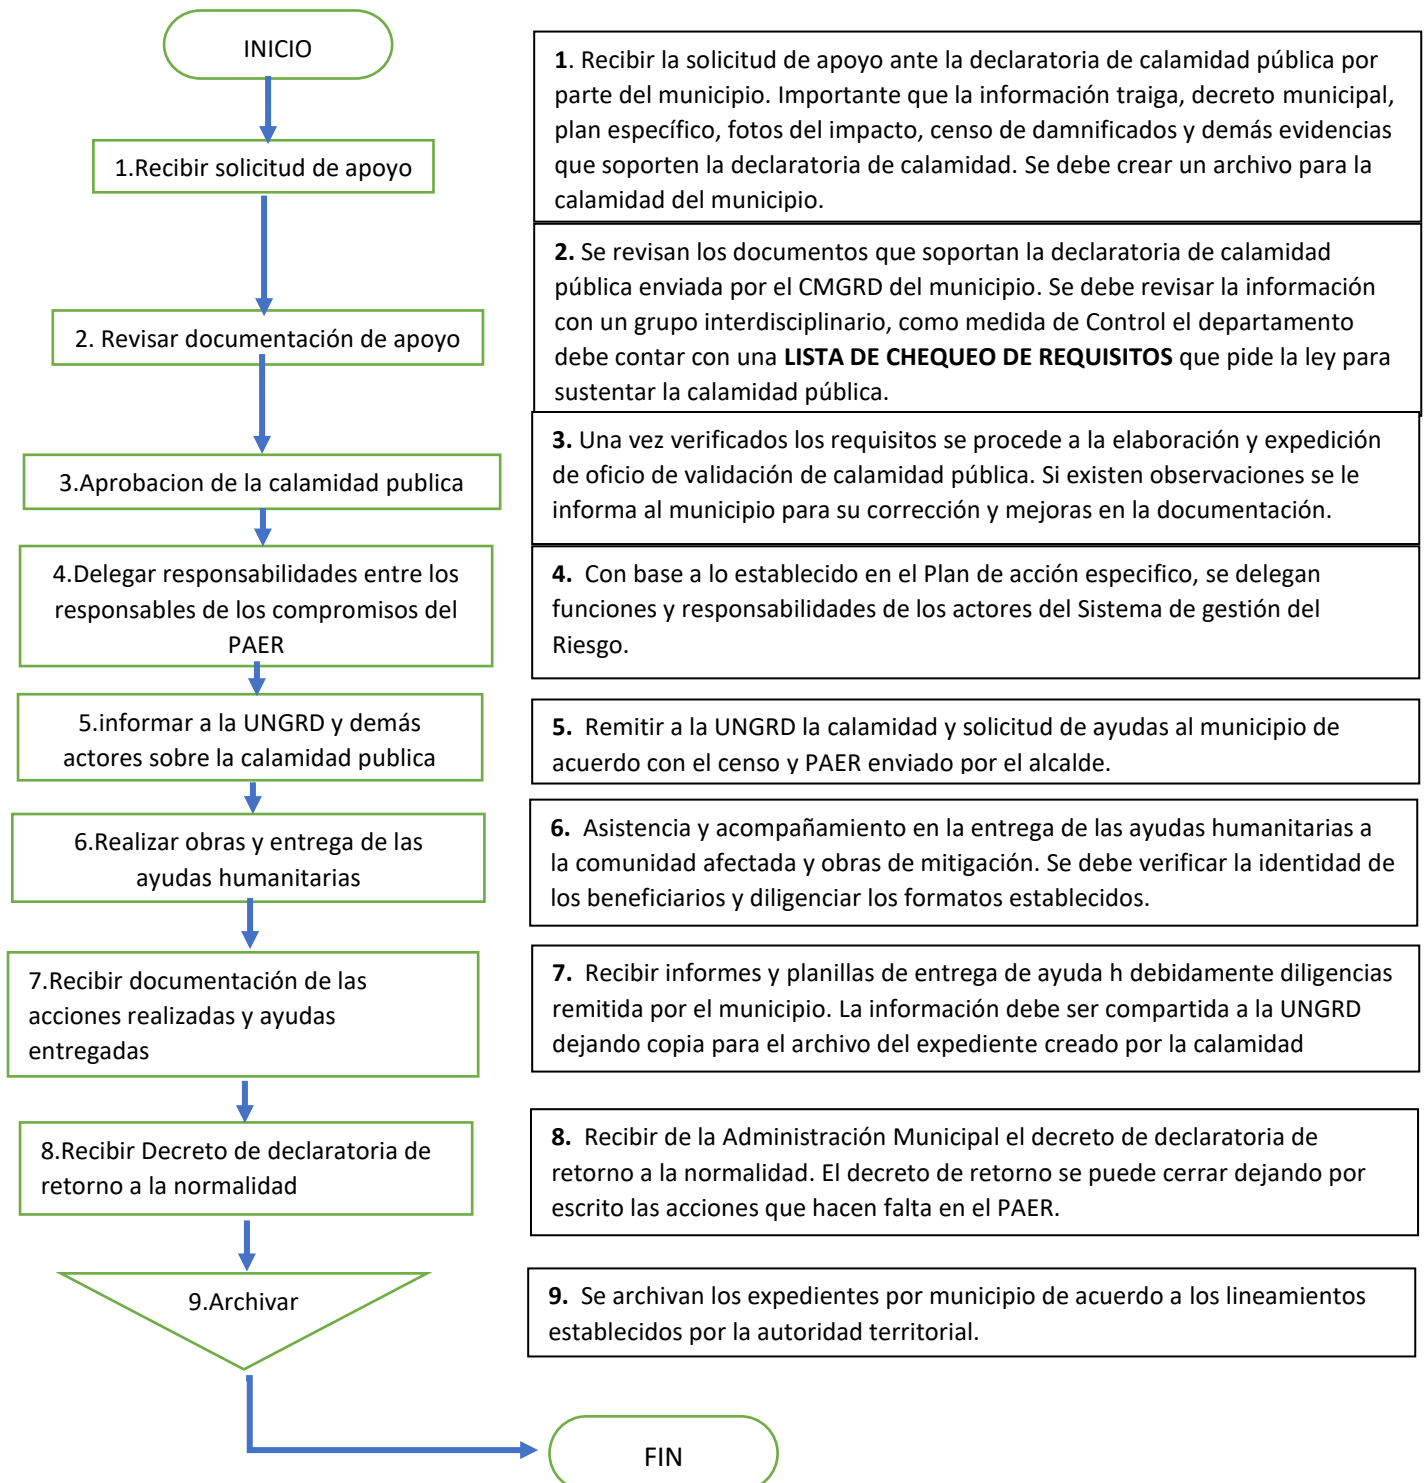 INICIO
1. Recibir la solicitud de apoyo ante la declaratoria de calamidad pública por
parte del municipio. Importante que la información traiga, decreto municipal,
plan específico, fotos del impacto, censo de damnificados y demás evidencias
que soporten la declaratoria de calamidad. Se debe crear un archivo para la
calamidad del municipio.
1.Recibir solicitud de apoyo
2. Se revisan los documentos que soportan la declaratoria de calamidad
pública enviada por el CMGRD del municipio. Se debe revisar la información
con un grupo interdisciplinario, como medida de Control el departamento
debe contar con una LISTA DE CHEQUEO DE REQUISITOS que pide la ley para
sustentar la calamidad pública.
2. Revisar documentación de apoyo
3. Una vez verificados los requisitos se procede a la elaboración y expedición
de oficio de validación de calamidad pública. Si existen observaciones se le
informa al municipio para su corrección y mejoras en la documentación.
3.Aprobacion de la calamidad publica
4.Delegar responsabilidades entre los
responsables de los compromisos del
PAER
4. Con base a lo establecido en el Plan de acción especifico, se delegan
funciones y responsabilidades de los actores del Sistema de gestión del
Riesgo.
5.informar a la UNGRD y demás
actores sobre la calamidad publica
5. Remitir a la UNGRD la calamidad y solicitud de ayudas al municipio de
acuerdo con el censo y PAER enviado por el alcalde.
6.Realizar obras y entrega de las
ayudas humanitarias
6. Asistencia y acompañamiento en la entrega de las ayudas humanitarias a
la comunidad afectada y obras de mitigación. Se debe verificar la identidad de
los beneficiarios y diligenciar los formatos establecidos.
7.Recibir documentación de las
acciones realizadas y ayudas
entregadas
7. Recibir informes y planillas de entrega de ayuda h debidamente diligencias
remitida por el municipio. La información debe ser compartida a la UNGRD
dejando copia para el archivo del expediente creado por la calamidad
8.Recibir Decreto de declaratoria de
retorno a la normalidad
8. Recibir de la Administración Municipal el decreto de declaratoria de
retorno a la normalidad. El decreto de retorno se puede cerrar dejando por
escrito las acciones que hacen falta en el PAER.
9.Archivar
9. Se archivan los expedientes por municipio de acuerdo a los lineamientos
establecidos por la autoridad territorial.
FIN